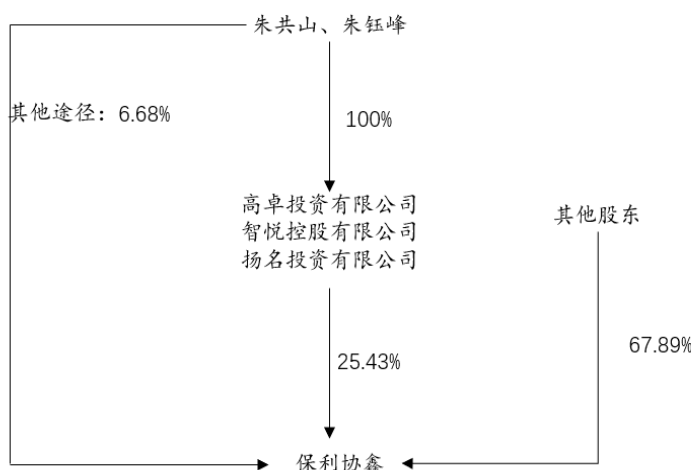 朱共山、朱钰峰
其他途径：6.68%
100%
高卓投资有限公司
智悦控股有限公司
扬名投资有限公司
其他股东
67.89%
25.43%
保利协鑫